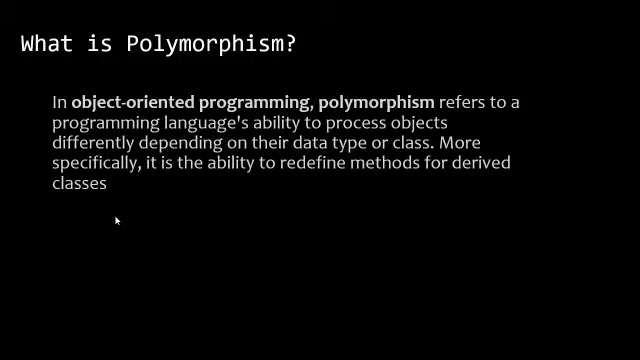 What is Polymorphism?
In object-oriented programming, polymorphism refers to a
programming language's ability to process objects
differently depending on their data type or class. More
specifically, it is the ability to redefine methods for derived
classes